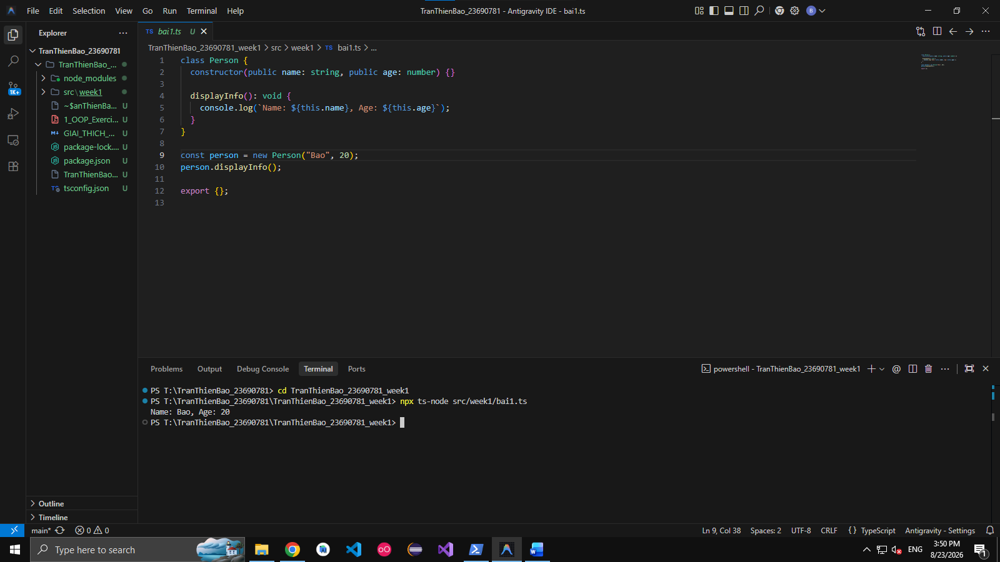 File Edit Selection View Go Run Terminal Help
TranThienBao_23690781 - Antigravity IDE - bai1.ts
B
Explorer
TS bai1.ts U
TranThienBao_23690781
TranThienBao_...
node_modules
src\week1
~$anThienBa... U
1_OOP_Exerci... U
GIAI_THICH_... U
package-lock.... U
package.json U
TranThienBao... U
tsconfig.json U
1K+
TranThienBao_23690781_week1 > src > week1 > TS bai1.ts > ...
1 class Person {
2 constructor(public name: string, public age: number) {}
3
4 displayInfo(): void {
5 console.log(`Name: ${this.name}, Age: ${this.age}`);
6 }
7 }
8
9 const person = new Person("Bao", 20);
10 person.displayInfo();
11
12 export {};
13
Problems Output Debug Console Terminal Ports
powershell - TranThienBao_23690781_week1
PS T:\TranThienBao_23690781> cd TranThienBao_23690781_week1
PS T:\TranThienBao_23690781\TranThienBao_23690781_week1> npx ts-node src/week1/bai1.ts
Name: Bao, Age: 20
PS T:\TranThienBao_23690781\TranThienBao_23690781_week1>
Outline
Timeline
main* 0 0
Ln 9, Col 38 Spaces: 2 UTF-8 CRLF {} TypeScript Antigravity - Settings
Type here to search
ENG
3:50 PM
8/23/2026
1